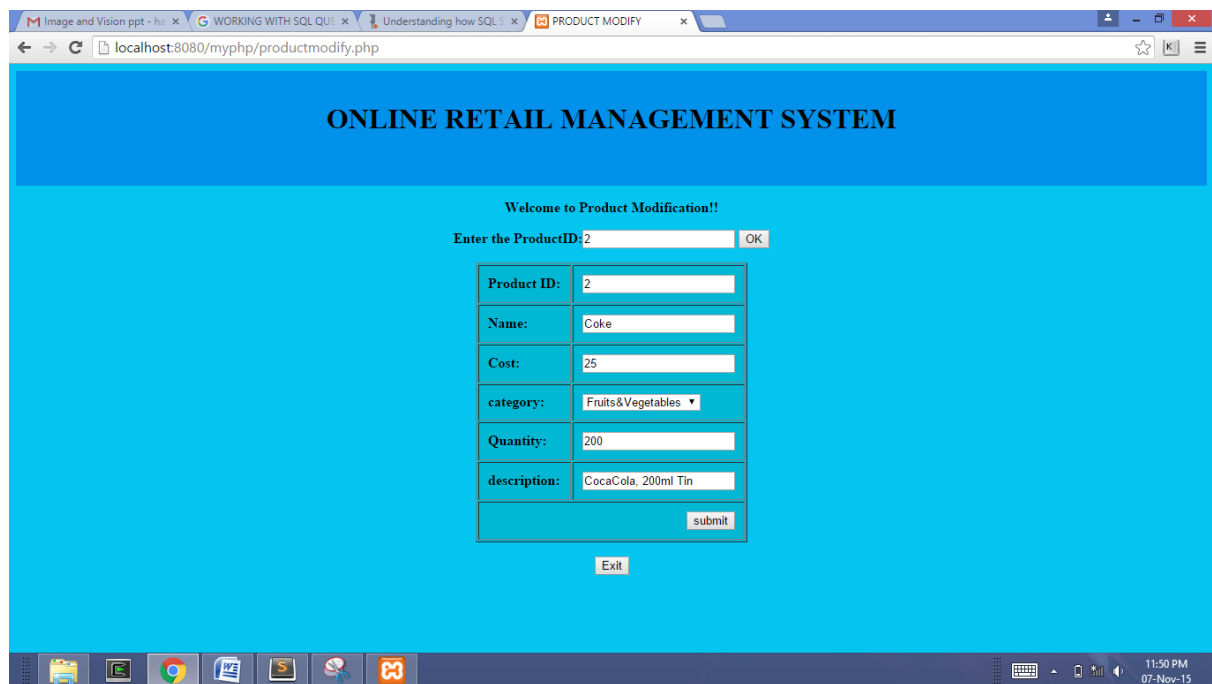 Image and Vision ppt - ha
WORKING WITH SQL QUE
Understanding how SQL S
PRODUCT MODIFY
localhost:8080/myphp/productmodify.php
ONLINE RETAIL MANAGEMENT SYSTEM
Welcome to Product Modification!!
Enter the ProductID: 2 OK
Product ID: 2
Name: Coke
Cost: 25
category: Fruits&Vegetables
Quantity: 200
description: CocaCola, 200ml Tin
submit
Exit
11:50 PM
07-Nov-15